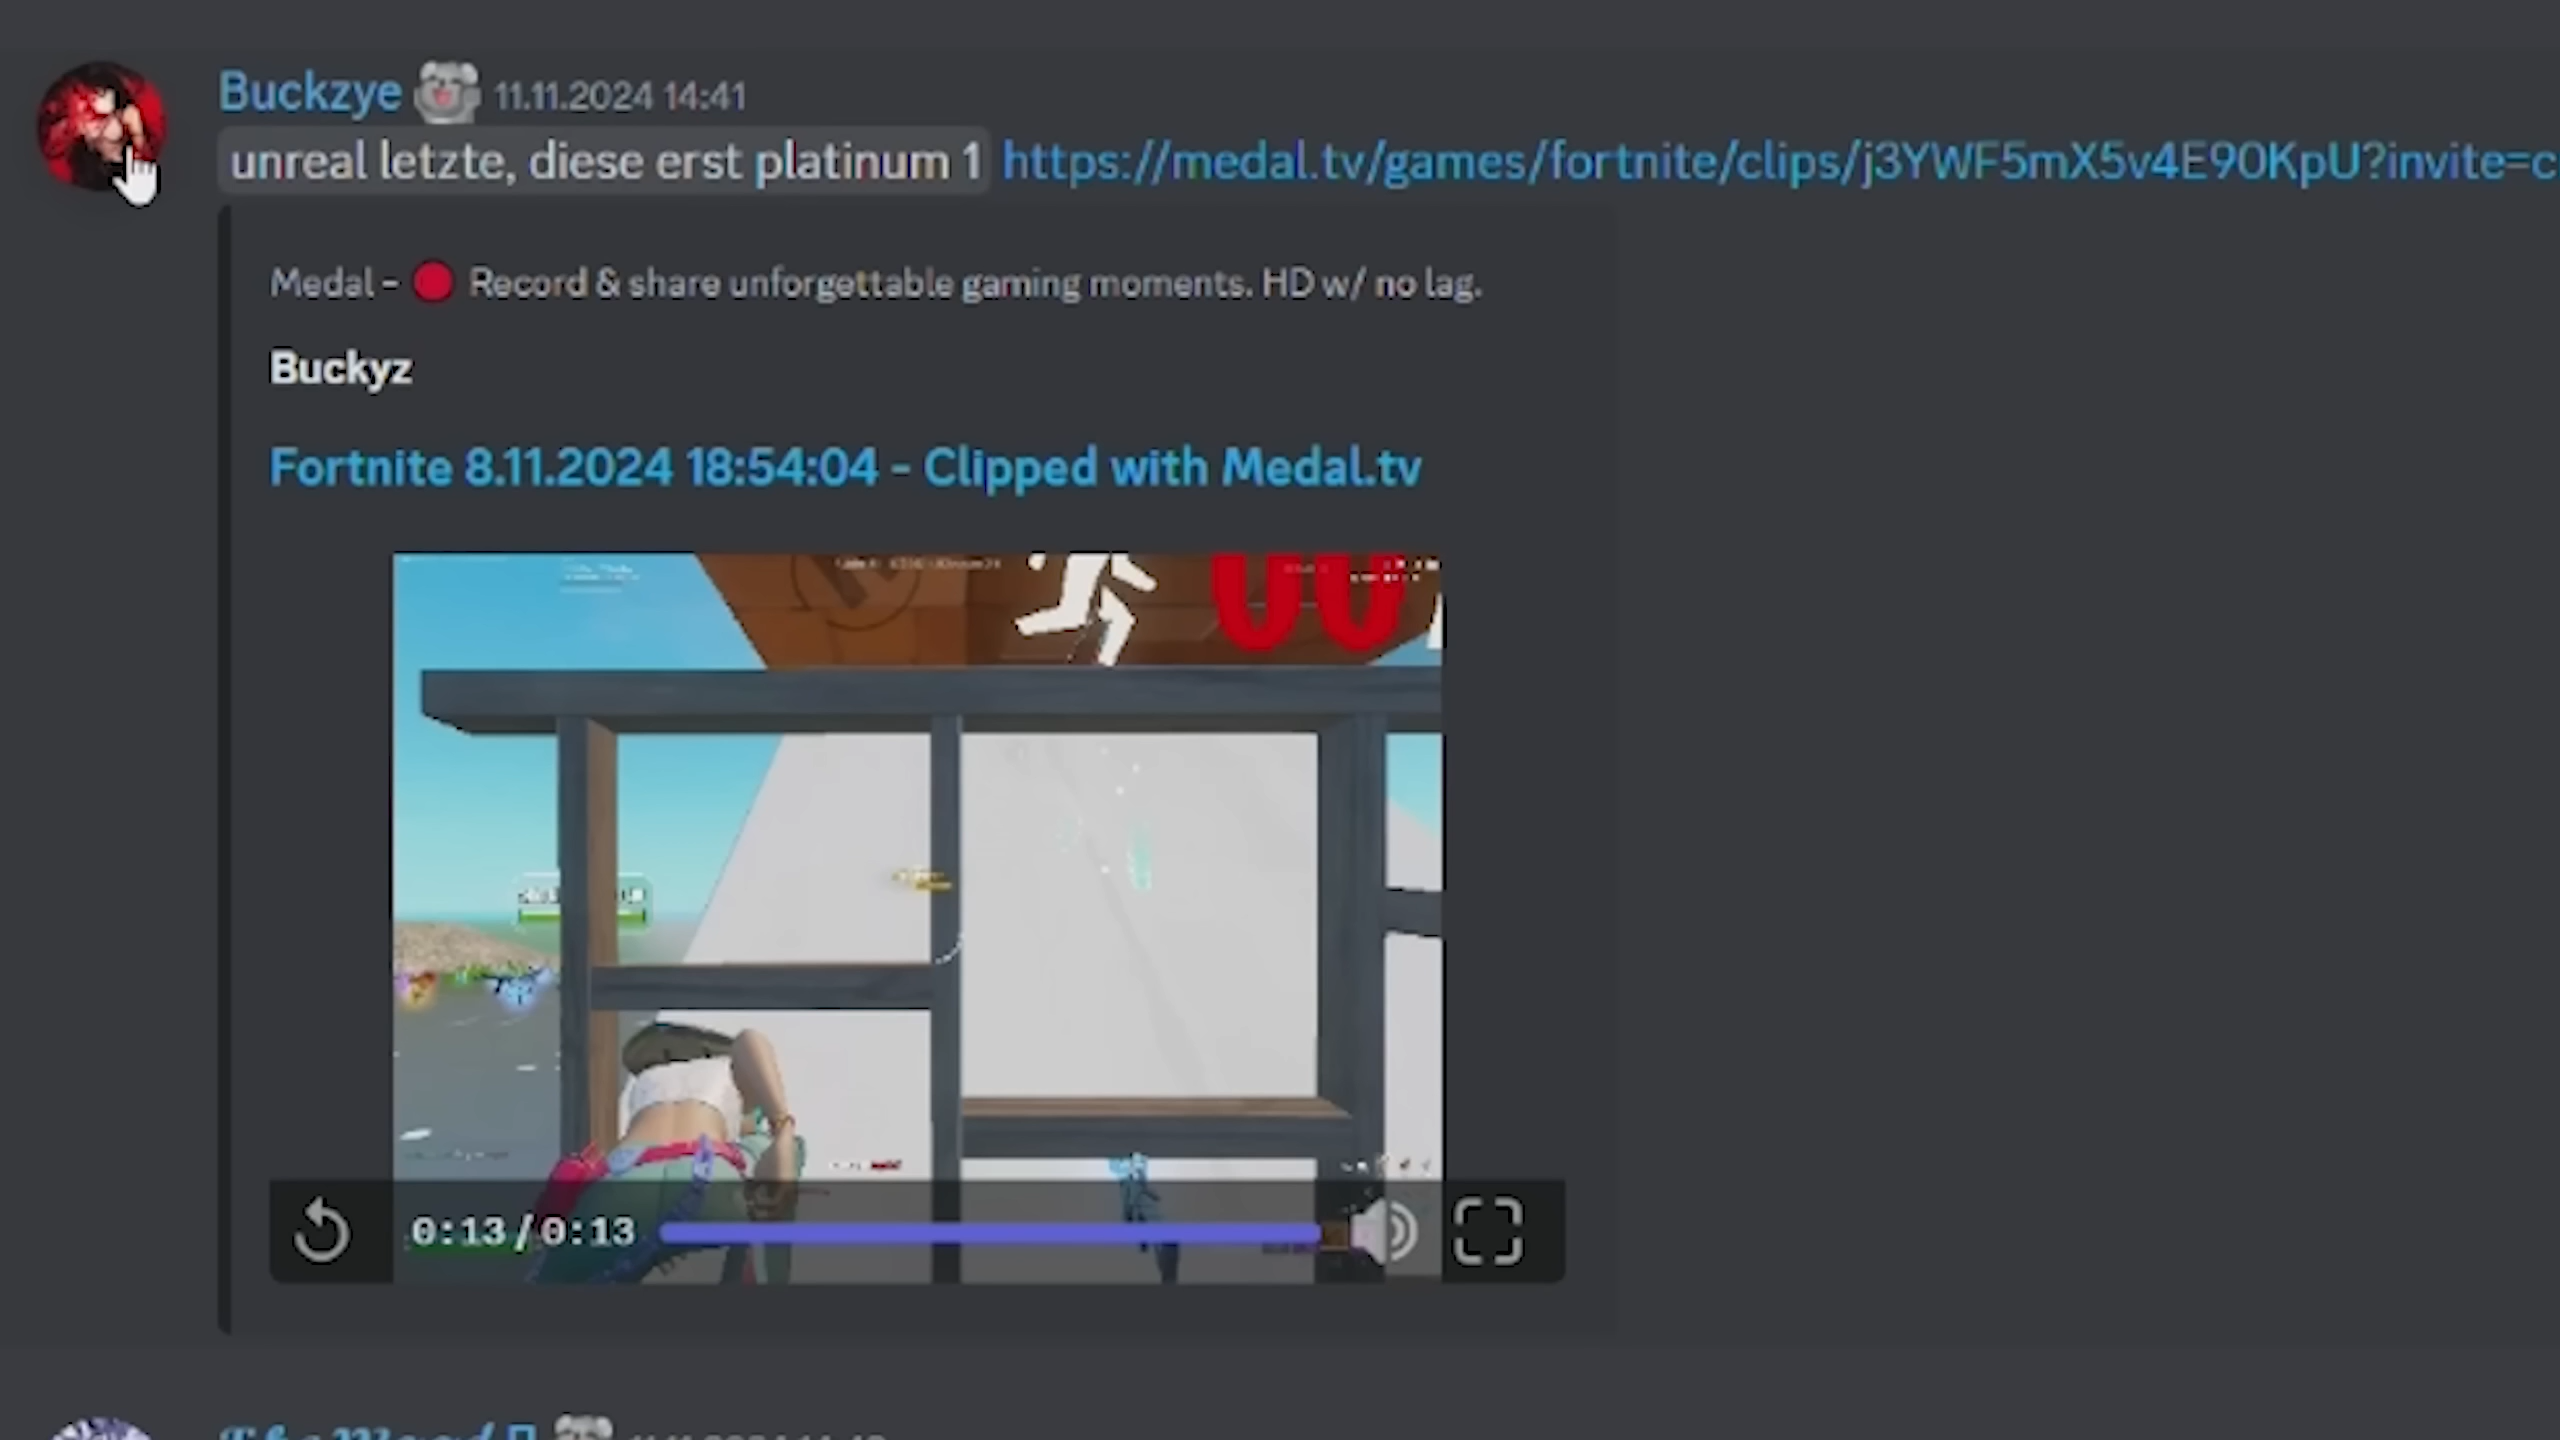 Buckzye 11.11.2024 14:41
unreal letzte, diese erst platinum 1 https://medal.tv/games/fortnite/clips/j3YWF5mX5v4E90KpU?invite=c
Medal - 🔴 Record & share unforgettable gaming moments. HD w/ no lag.
Buckyz
Fortnite 8.11.2024 18:54:04 - Clipped with Medal.tv
0:13/0:13